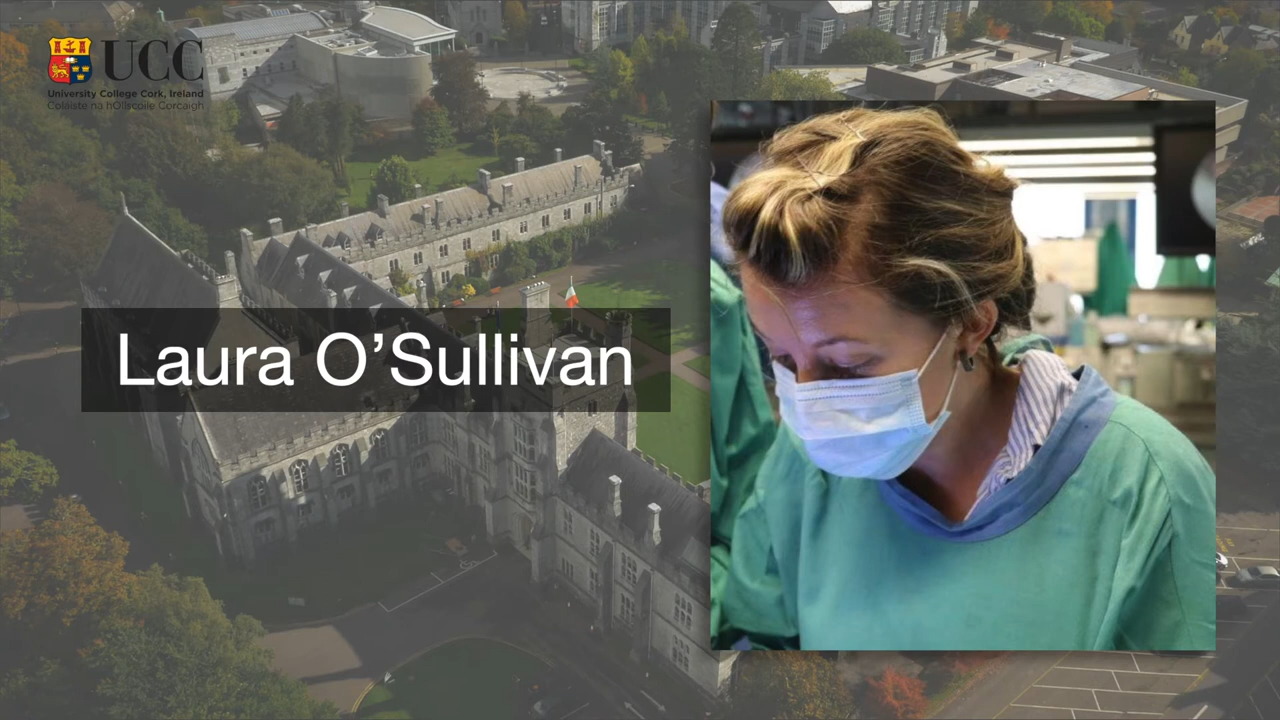 UCC
University College Cork, Ireland
Coláiste na hOllscoile Corcaigh
Laura O’Sullivan